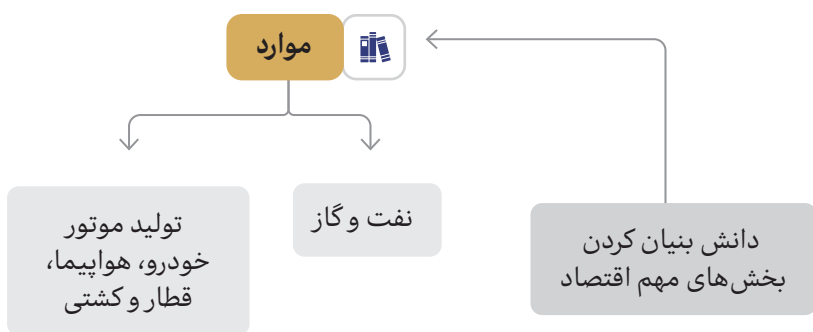 موارد
دانش بنیان کردن
بخش‌های مهم اقتصاد
نفت و گاز
تولید موتور
خودرو، هواپیما،
قطار و کشتی